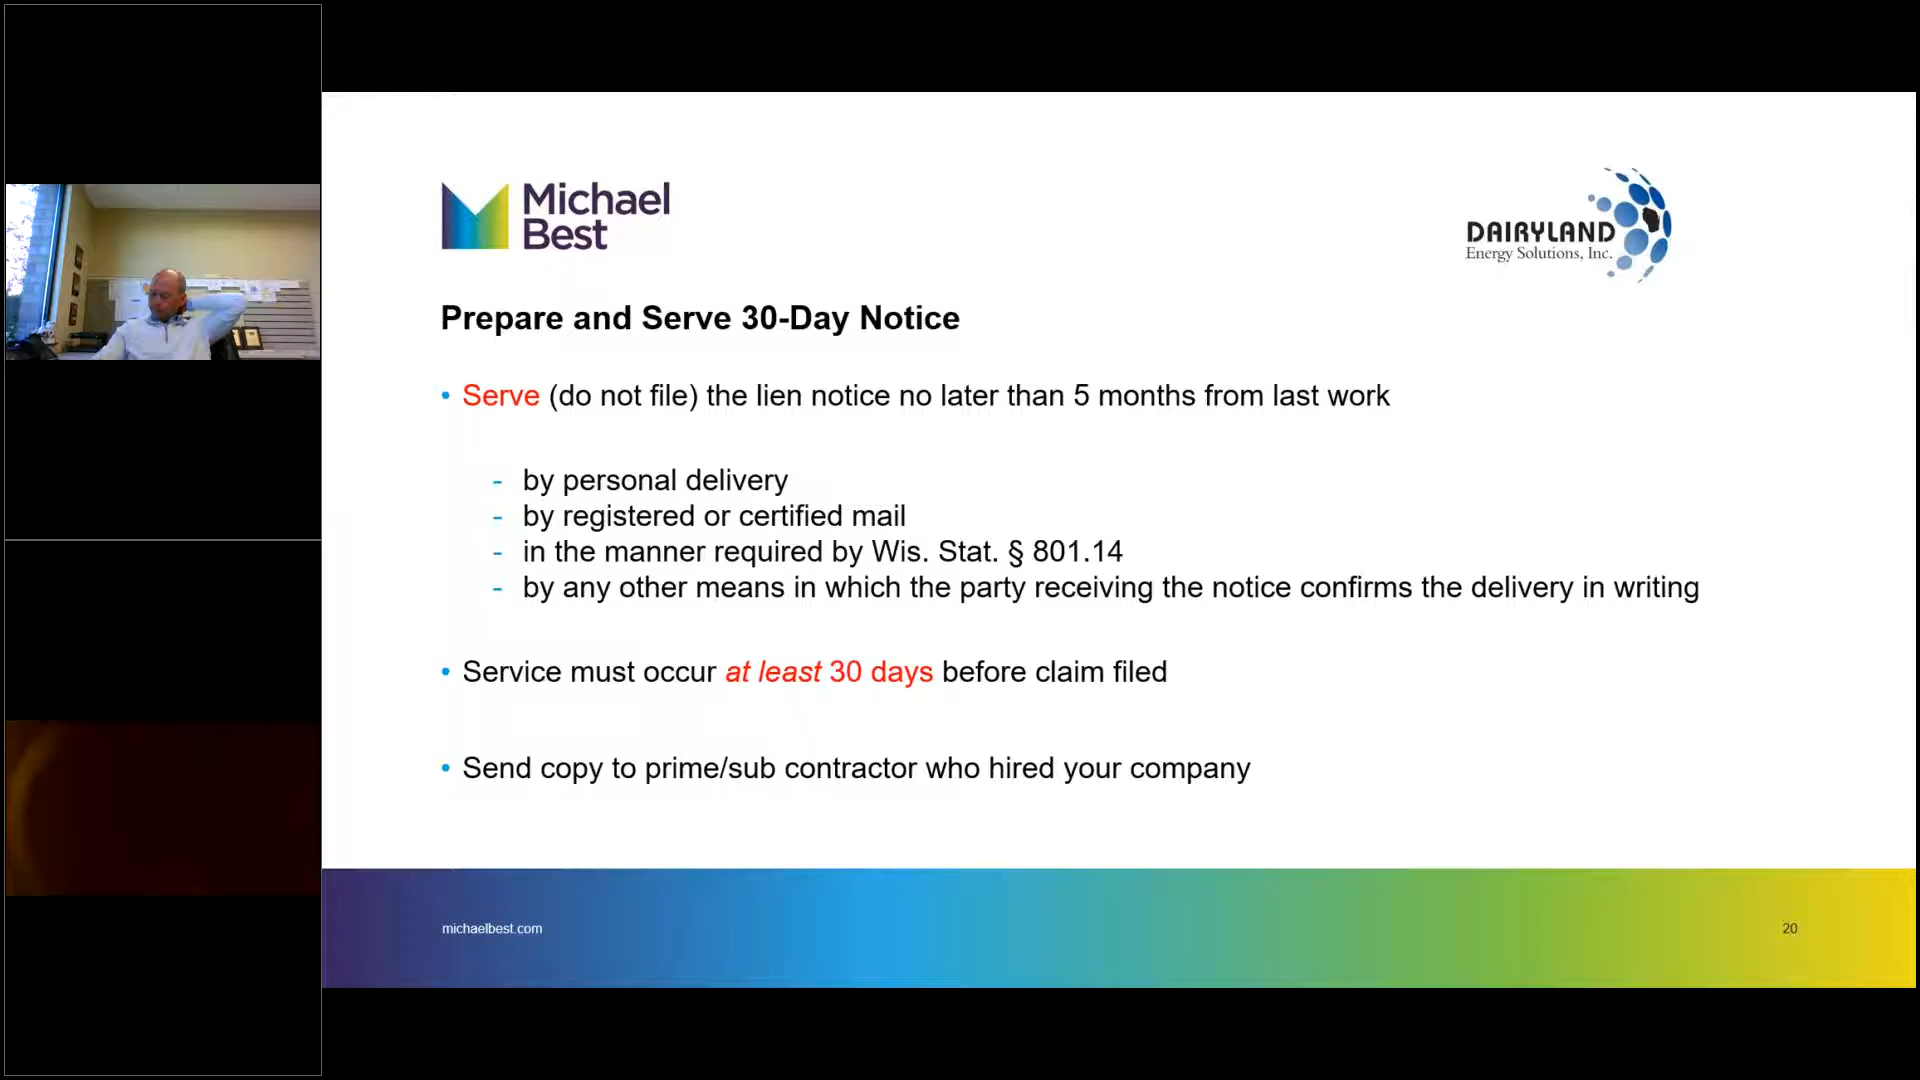 Michael
Best
DAIRYLAND
Energy Solutions, Inc.
Prepare and Serve 30-Day Notice
• Serve (do not file) the lien notice no later than 5 months from last work
- by personal delivery
- by registered or certified mail
- in the manner required by Wis. Stat. § 801.14
- by any other means in which the party receiving the notice confirms the delivery in writing
• Service must occur at least 30 days before claim filed
• Send copy to prime/sub contractor who hired your company
michaelbest.com
20